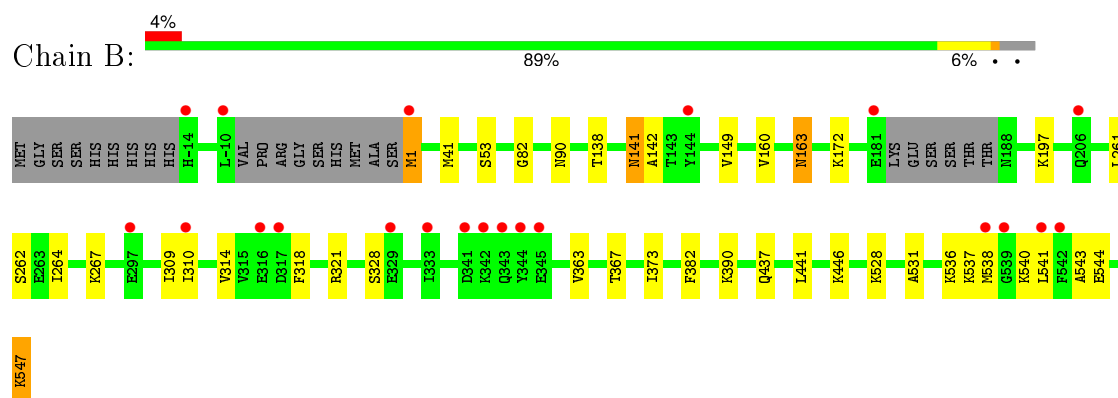 4%
Chain B:
89% 6% • •
MET GLY SER SER HIS HIS HIS HIS HIS H-14 L-10 VAL PRO ARG GLY SER HIS MET ALA SER M1 M41 S53 G82 N90 T138 N141 A142 T143 Y144 V149 V160 N163 K172 E181 LYS GLU SER SER THR THR N188 K197 Q206 L261
S262 E263 I264 K267 E297 I309 I310 V314 V315 E316 D317 F318 R321 S328 E329 I333 D341 K342 Q343 Y344 E345 V363 T367 I373 F382 K390 Q437 L441 K446 K528 A531 K536 K537 M538 G539 K540 L541 F542 A543 E544
K547